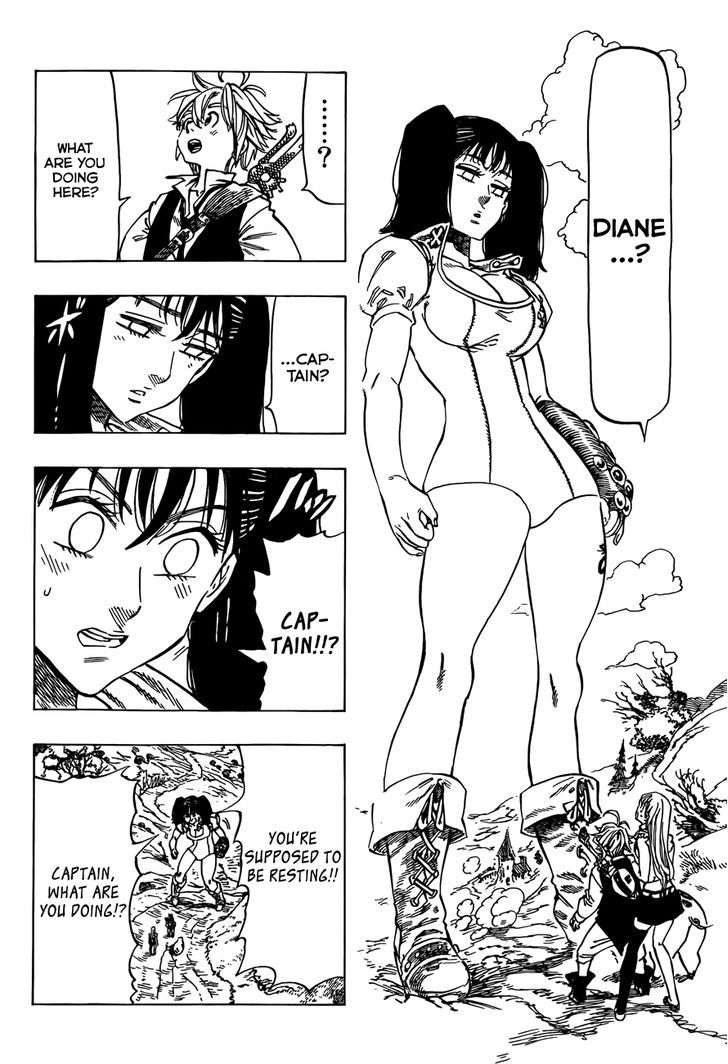 DIANE
...?
......?
WHAT
ARE YOU
DOING
HERE?
...CAP-
TAIN?
CAP-
TAIN!!?
YOU'RE
SUPPOSED TO
BE RESTING!!
CAPTAIN,
WHAT ARE
YOU DOING!?